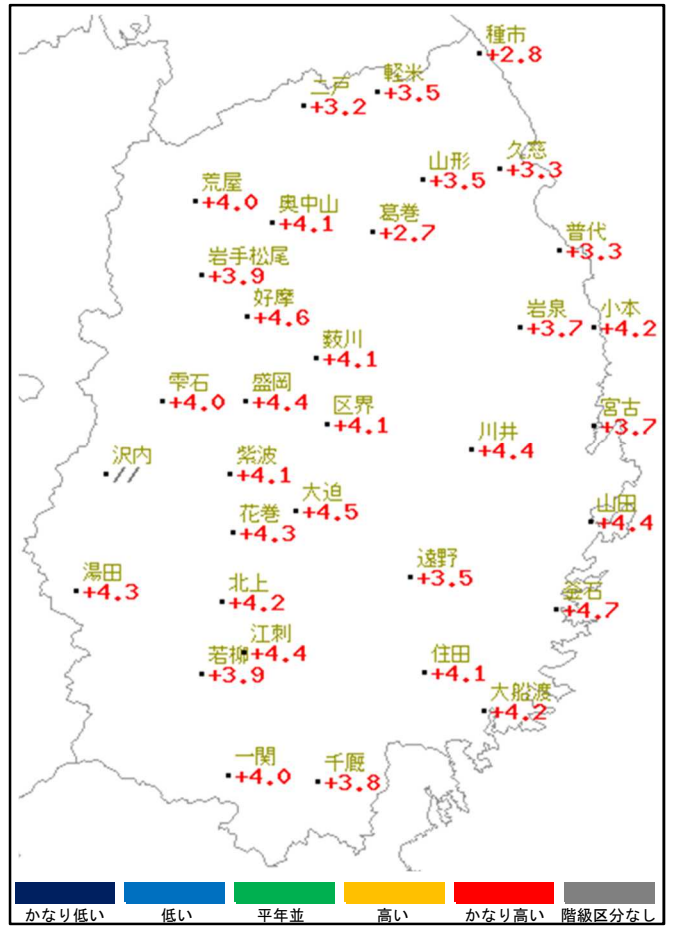 種市
+2.8
軽米
+3.5
二戸
+3.2
久慈
+3.3
山形
+3.5
荒屋
+4.0
奥中山
+4.1
葛巻
+2.7
普代
+3.3
岩手松尾
+3.9
好摩
+4.6
岩泉
+3.7
小本
+4.2
薮川
+4.1
雫石
+4.0
盛岡
+4.4
区界
+4.1
宮古
+3.7
川井
+4.4
沢内
//
紫波
+4.1
大迫
+4.5
山田
+4.4
花巻
+4.3
遠野
+3.5
湯田
+4.3
北上
+4.2
釜石
+4.7
江刺
+4.4
若柳
+3.9
住田
+4.1
大船渡
+4.2
一関
+4.0
千厩
+3.8
かなり低い 低い 平年並 高い かなり高い 階級区分なし